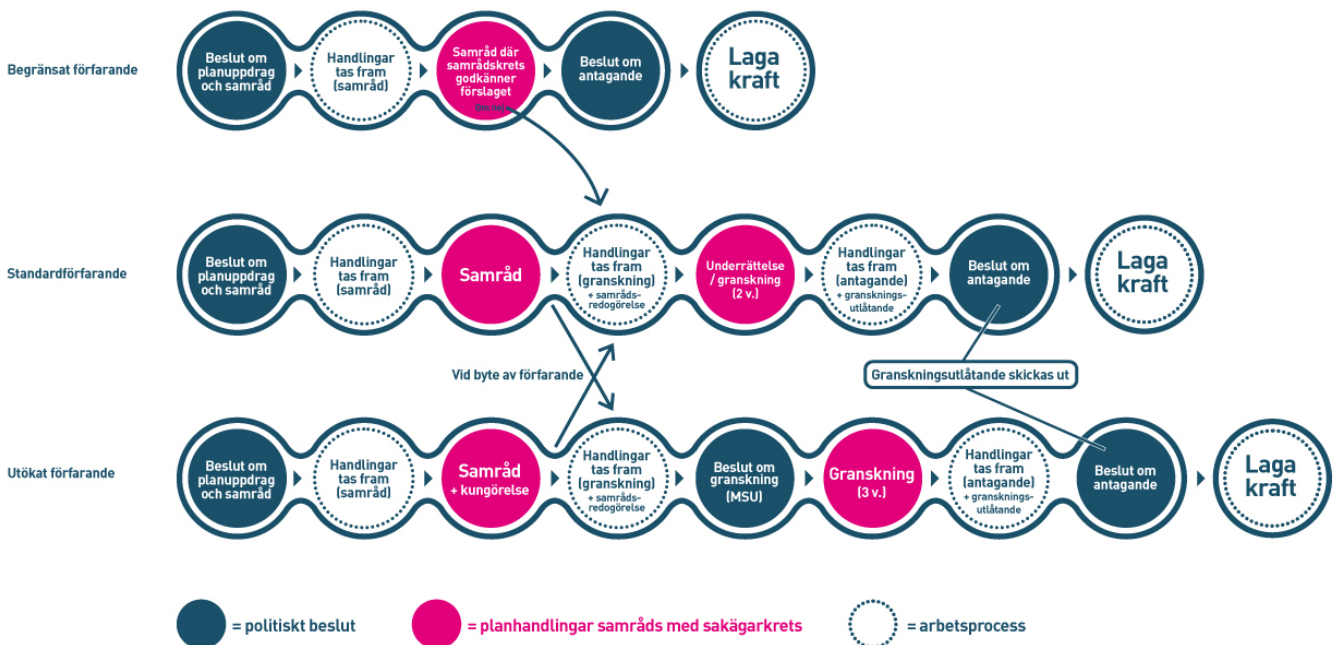 Begränsat förfarande
Beslut om
planuppdrag
och samråd
Handlingar
tas fram
(samråd)
Samråd där
samrådskrets
godkänner
förslaget
Om nej
Beslut om
antagande
Laga
kraft
Standardförfarande
Beslut om
planuppdrag
och samråd
Handlingar
tas fram
(samråd)
Samråd
Handlingar
tas fram
(granskning)
+ samråds-
redogörelse
Underrättelse
/ granskning
(2 v.)
Handlingar
tas fram
(antagande)
+ gransknings-
utlåtande
Beslut om
antagande
Laga
kraft
Vid byte av förfarande
Granskningsutlåtande skickas ut
Utökat förfarande
Beslut om
planuppdrag
och samråd
Handlingar
tas fram
(samråd)
Samråd
+ kungörelse
Handlingar
tas fram
(granskning)
+ samråds-
redogörelse
Beslut om
granskning
(MSU)
Granskning
(3 v.)
Handlingar
tas fram
(antagande)
+ gransknings-
utlåtande
Beslut om
antagande
Laga
kraft
= politiskt beslut
= planhandlingar samråds med sakägarkrets
= arbetsprocess